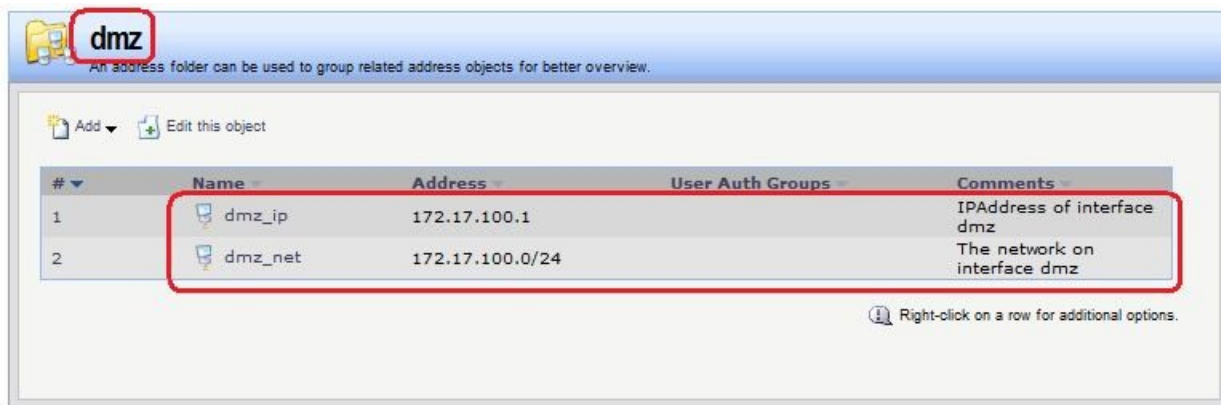 dmz
An address folder can be used to group related address objects for better overview.
Add Edit this object
# Name Address User Auth Groups Comments
1 dmz_ip 172.17.100.1 IPAddress of interface
dmz
2 dmz_net 172.17.100.0/24 The network on
interface dmz
Right-click on a row for additional options.